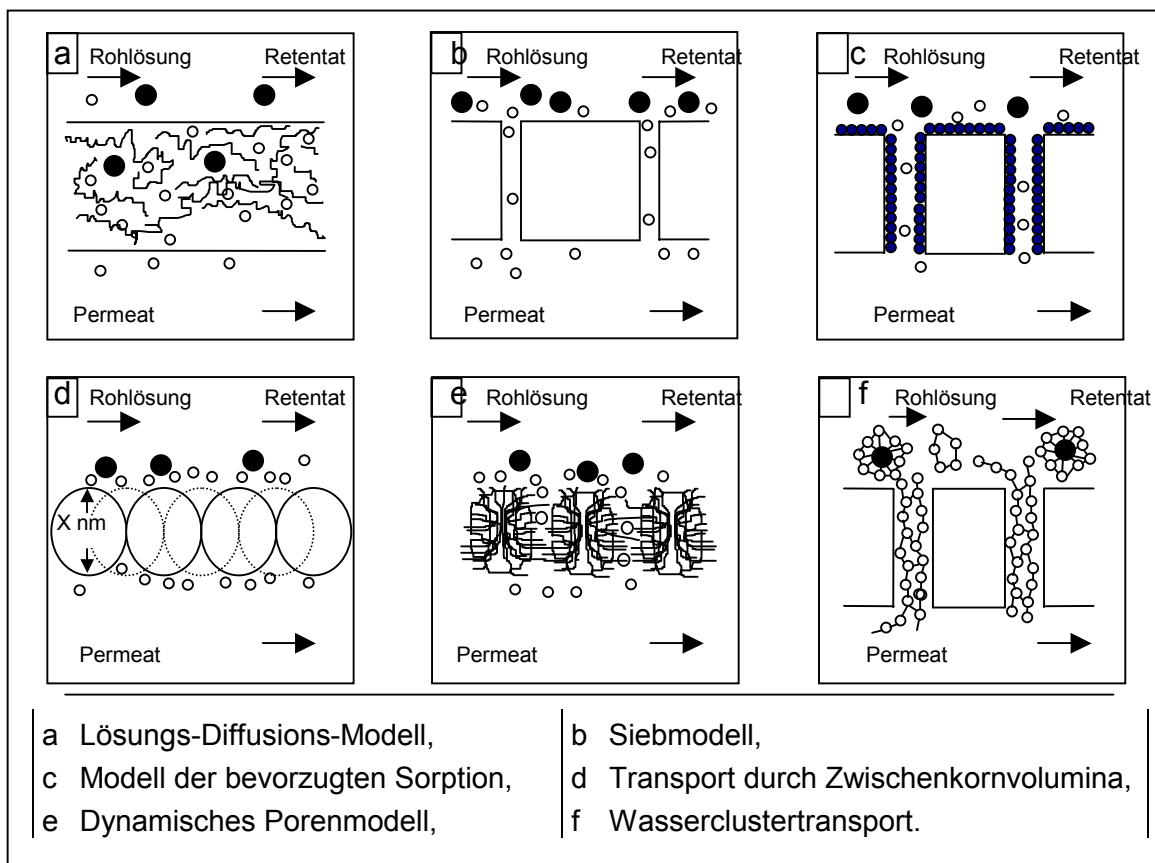 a Rohlösung Retentat
Permeat
b Rohlösung Retentat
Permeat
c Rohlösung Retentat
Permeat
d Rohlösung Retentat
X nm
Permeat
e Rohlösung Retentat
Permeat
f Rohlösung Retentat
Permeat
a Lösungs-Diffusions-Modell,
b Siebmodell,
c Modell der bevorzugten Sorption,
d Transport durch Zwischenkornvolumina,
e Dynamisches Porenmodell,
f Wasserclustertransport.